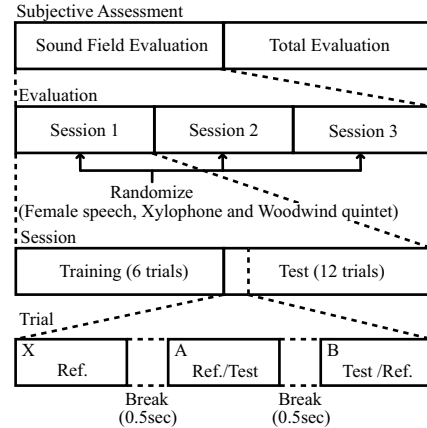 Subjective Assessment
Sound Field Evaluation
Total Evaluation
Evaluation
Session 1
Session 2
Session 3
Randomize
(Female speech, Xylophone and Woodwind quintet)
Session
Training (6 trials)
Test (12 trials)
Trial
X
Ref.
A
Ref./Test
B
Test /Ref.
Break
(0.5sec)
Break
(0.5sec)